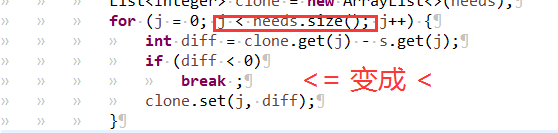 List<Integer> clone = new ArrayList<>(needs);
for (j = 0; j < needs.size(); j++) {
int diff = clone.get(j) - s.get(j);
if (diff < 0)
break ;
<= 变成 <
clone.set(j, diff);
}